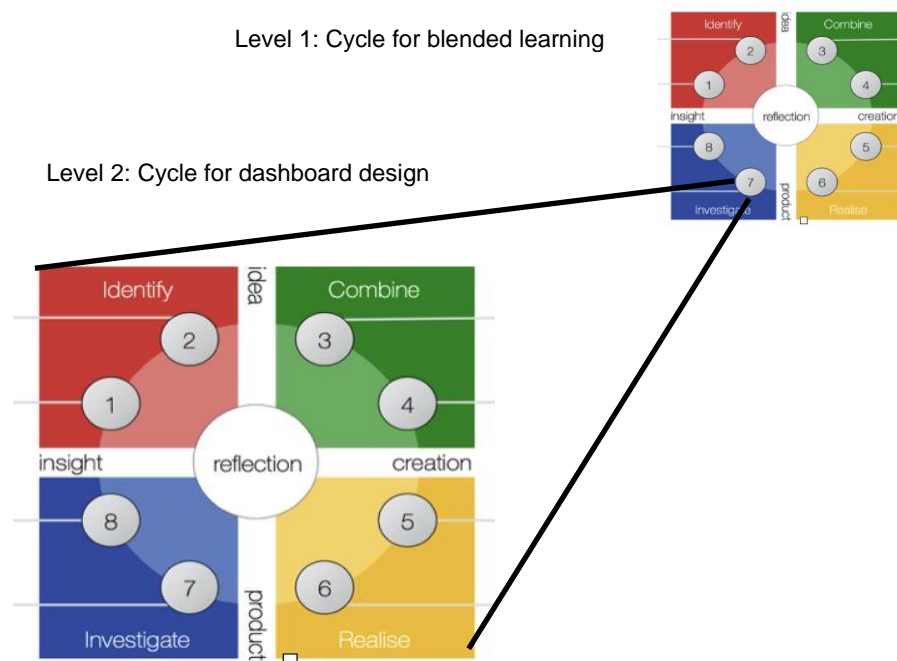 Level 1: Cycle for blended learning
Identify
idea
Combine
2
3
1
4
insight
reflection
creation
8
5
7
6
Investigate
product
Realise
Level 2: Cycle for dashboard design
Identify
idea
Combine
2
3
1
4
insight
reflection
creation
8
5
7
6
Investigate
product
Realise